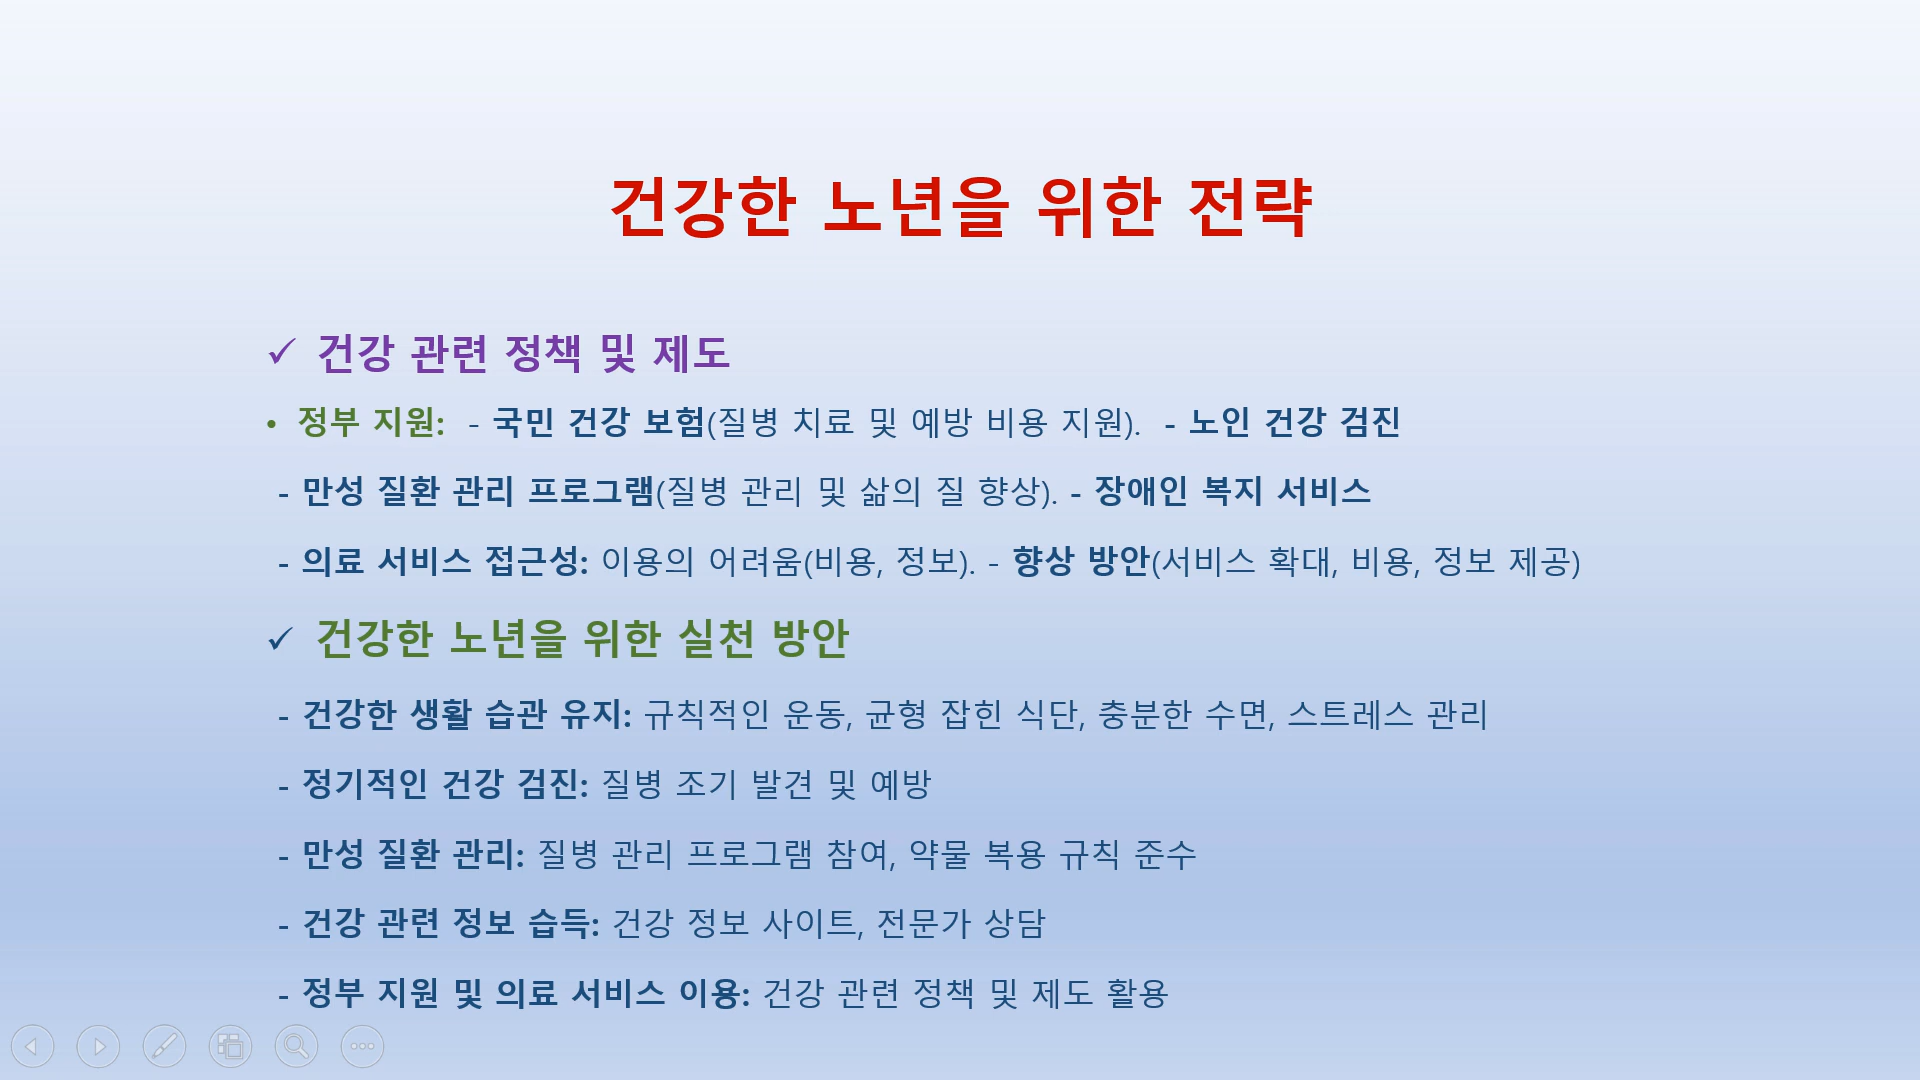 건강한 노년을 위한 전략
✓ 건강 관련 정책 및 제도
• 정부 지원: - 국민 건강 보험(질병 치료 및 예방 비용 지원). - 노인 건강 검진
- 만성 질환 관리 프로그램(질병 관리 및 삶의 질 향상). - 장애인 복지 서비스
- 의료 서비스 접근성: 이용의 어려움(비용, 정보). - 향상 방안(서비스 확대, 비용, 정보 제공)
✓ 건강한 노년을 위한 실천 방안
- 건강한 생활 습관 유지: 규칙적인 운동, 균형 잡힌 식단, 충분한 수면, 스트레스 관리
- 정기적인 건강 검진: 질병 조기 발견 및 예방
- 만성 질환 관리: 질병 관리 프로그램 참여, 약물 복용 규칙 준수
- 건강 관련 정보 습득: 건강 정보 사이트, 전문가 상담
- 정부 지원 및 의료 서비스 이용: 건강 관련 정책 및 제도 활용